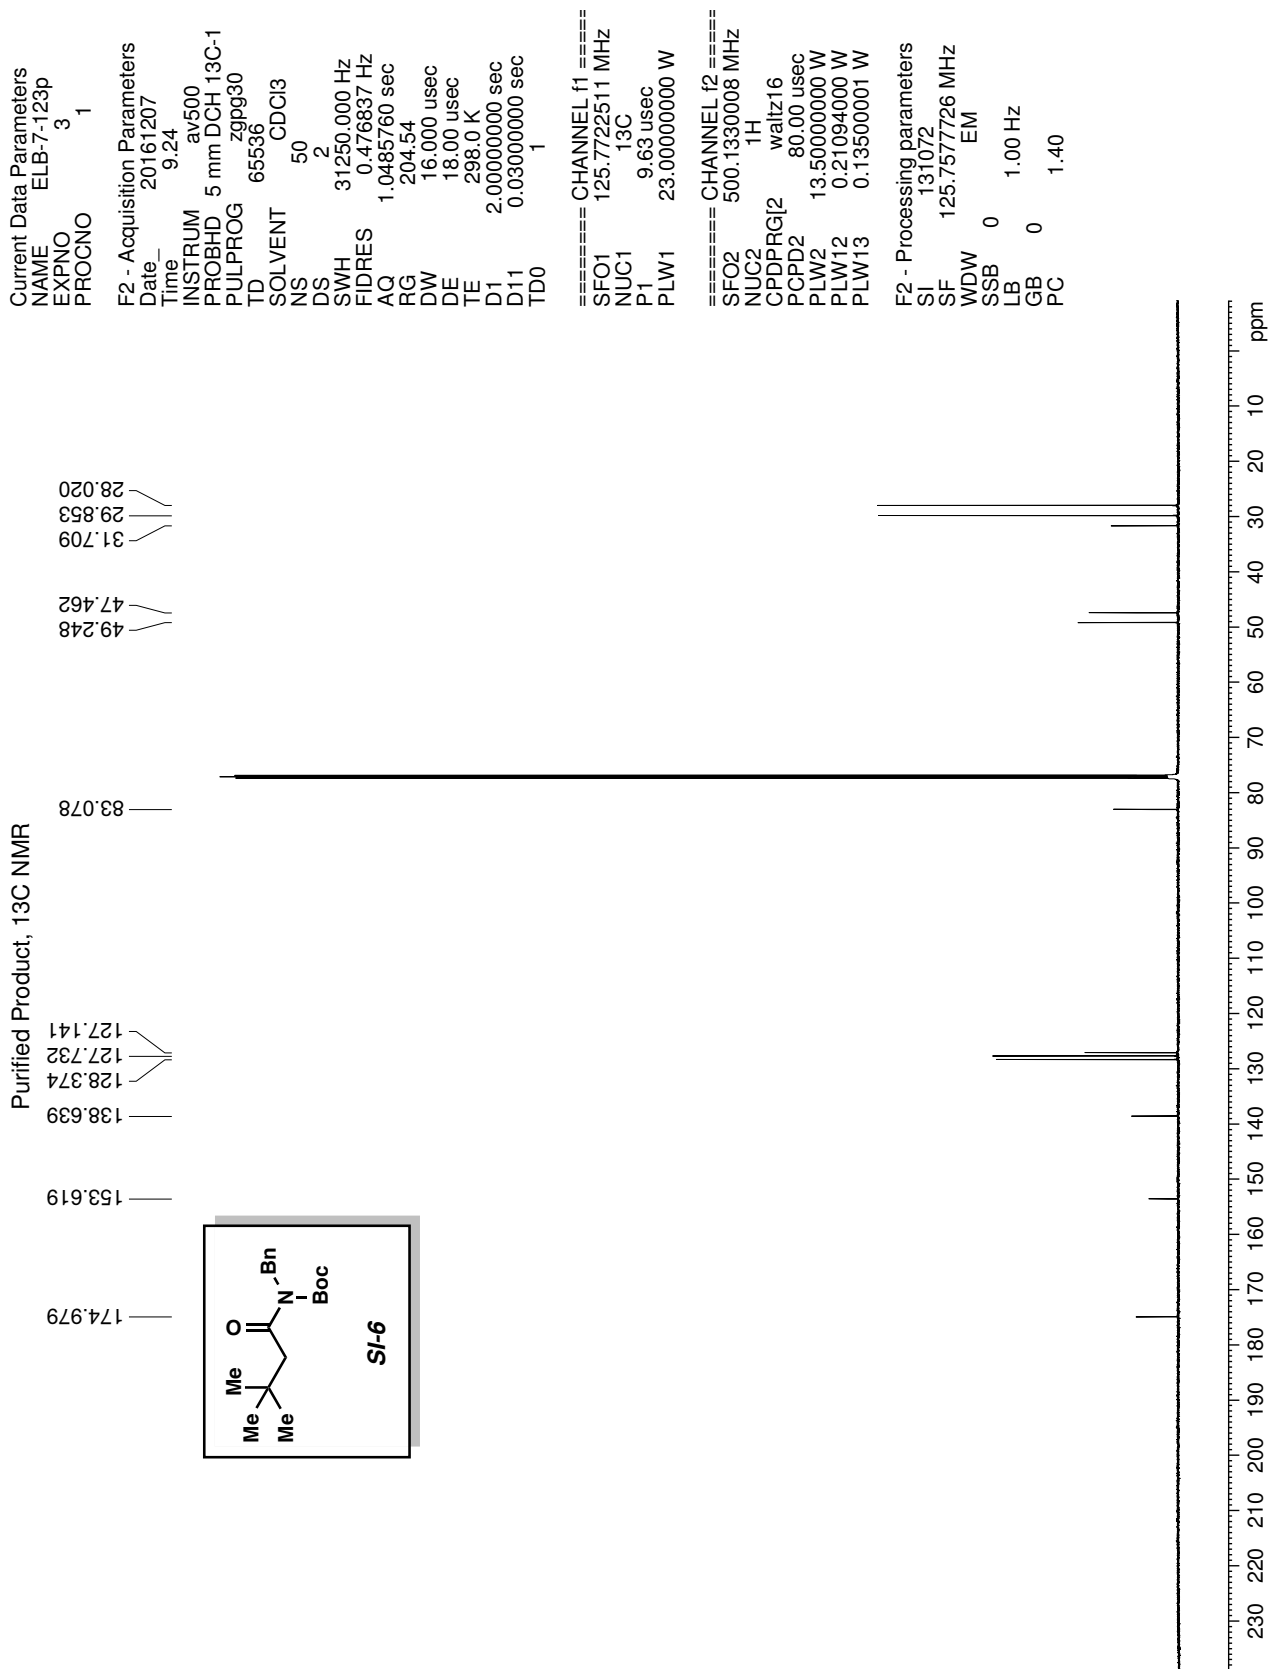 Purified Product, 13C NMR
174.979
153.619
138.639
128.374
127.732
127.141
83.078
49.248
47.462
31.709
29.853
28.020
Me
Me
Me
O
N
Bn
Boc
SI-6
Current Data Parameters
NAME ELB-7-123p
EXPNO 3
PROCNO 1
F2 - Acquisition Parameters
Date_ 20161207
Time 9.24
INSTRUM av500
PROBHD 5 mm DCH 13C-1
PULPROG zgpg30
TD 65536
SOLVENT CDCl3
NS 50
DS 2
SWH 31250.000 Hz
FIDRES 0.476837 Hz
AQ 1.0485760 sec
RG 204.54
DW 16.000 usec
DE 18.00 usec
TE 298.0 K
D1 2.00000000 sec
D11 0.03000000 sec
TD0 1
======== CHANNEL f1 ========
SFO1 125.7722511 MHz
NUC1 13C
P1 9.63 usec
PLW1 23.00000000 W
======== CHANNEL f2 ========
SFO2 500.1330008 MHz
NUC2 1H
CPDPRG[2 waltz16
PCPD2 80.00 usec
PLW2 13.50000000 W
PLW12 0.21094000 W
PLW13 0.13500001 W
F2 - Processing parameters
SI 131072
SF 125.7577726 MHz
WDW EM
SSB 0
LB 1.00 Hz
GB 0
PC 1.40
230 220 210 200 190 180 170 160 150 140 130 120 110 100 90 80 70 60 50 40 30 20 10 ppm